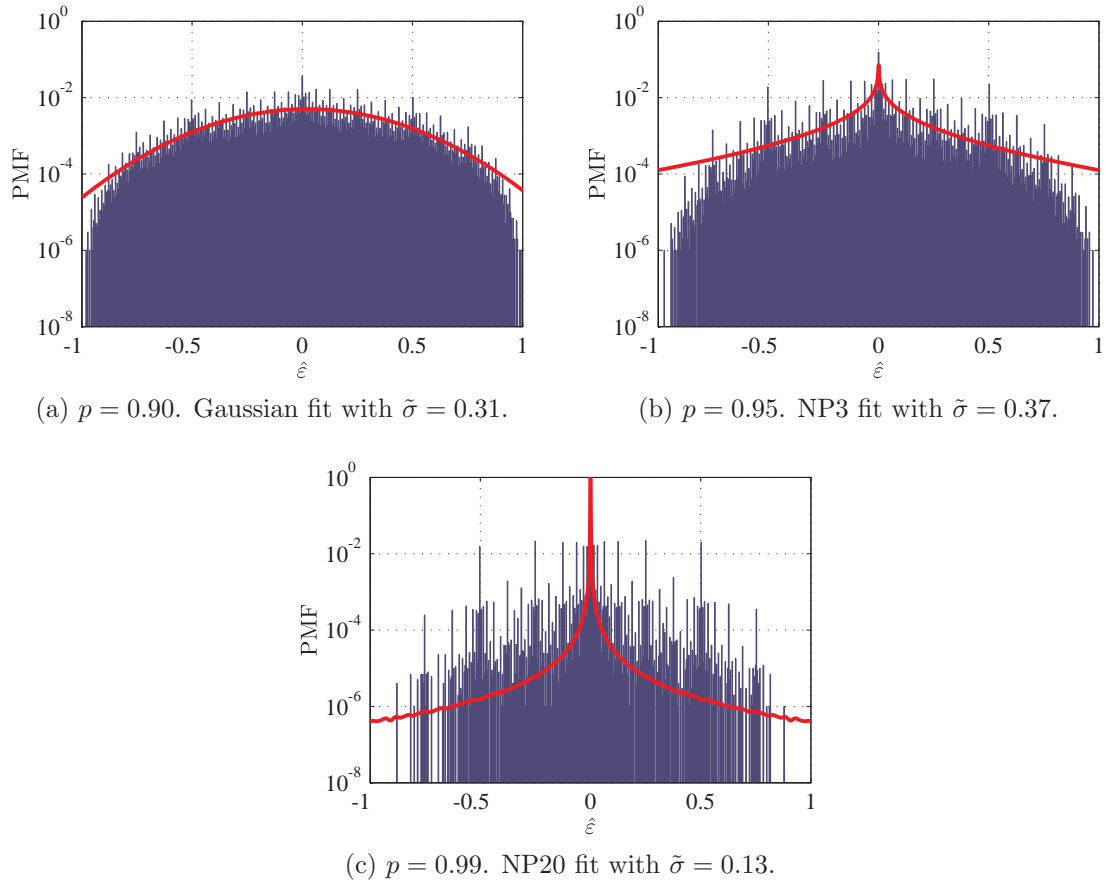 10^0
10^-2
10^-4
10^-6
10^-8
PMF
-1 -0.5 0 0.5 1
ε̂
(a) p = 0.90. Gaussian fit with σ̃ = 0.31.
10^0
10^-2
10^-4
10^-6
10^-8
PMF
-1 -0.5 0 0.5 1
ε̂
(b) p = 0.95. NP3 fit with σ̃ = 0.37.
10^0
10^-2
10^-4
10^-6
10^-8
PMF
-1 -0.5 0 0.5 1
ε̂
(c) p = 0.99. NP20 fit with σ̃ = 0.13.